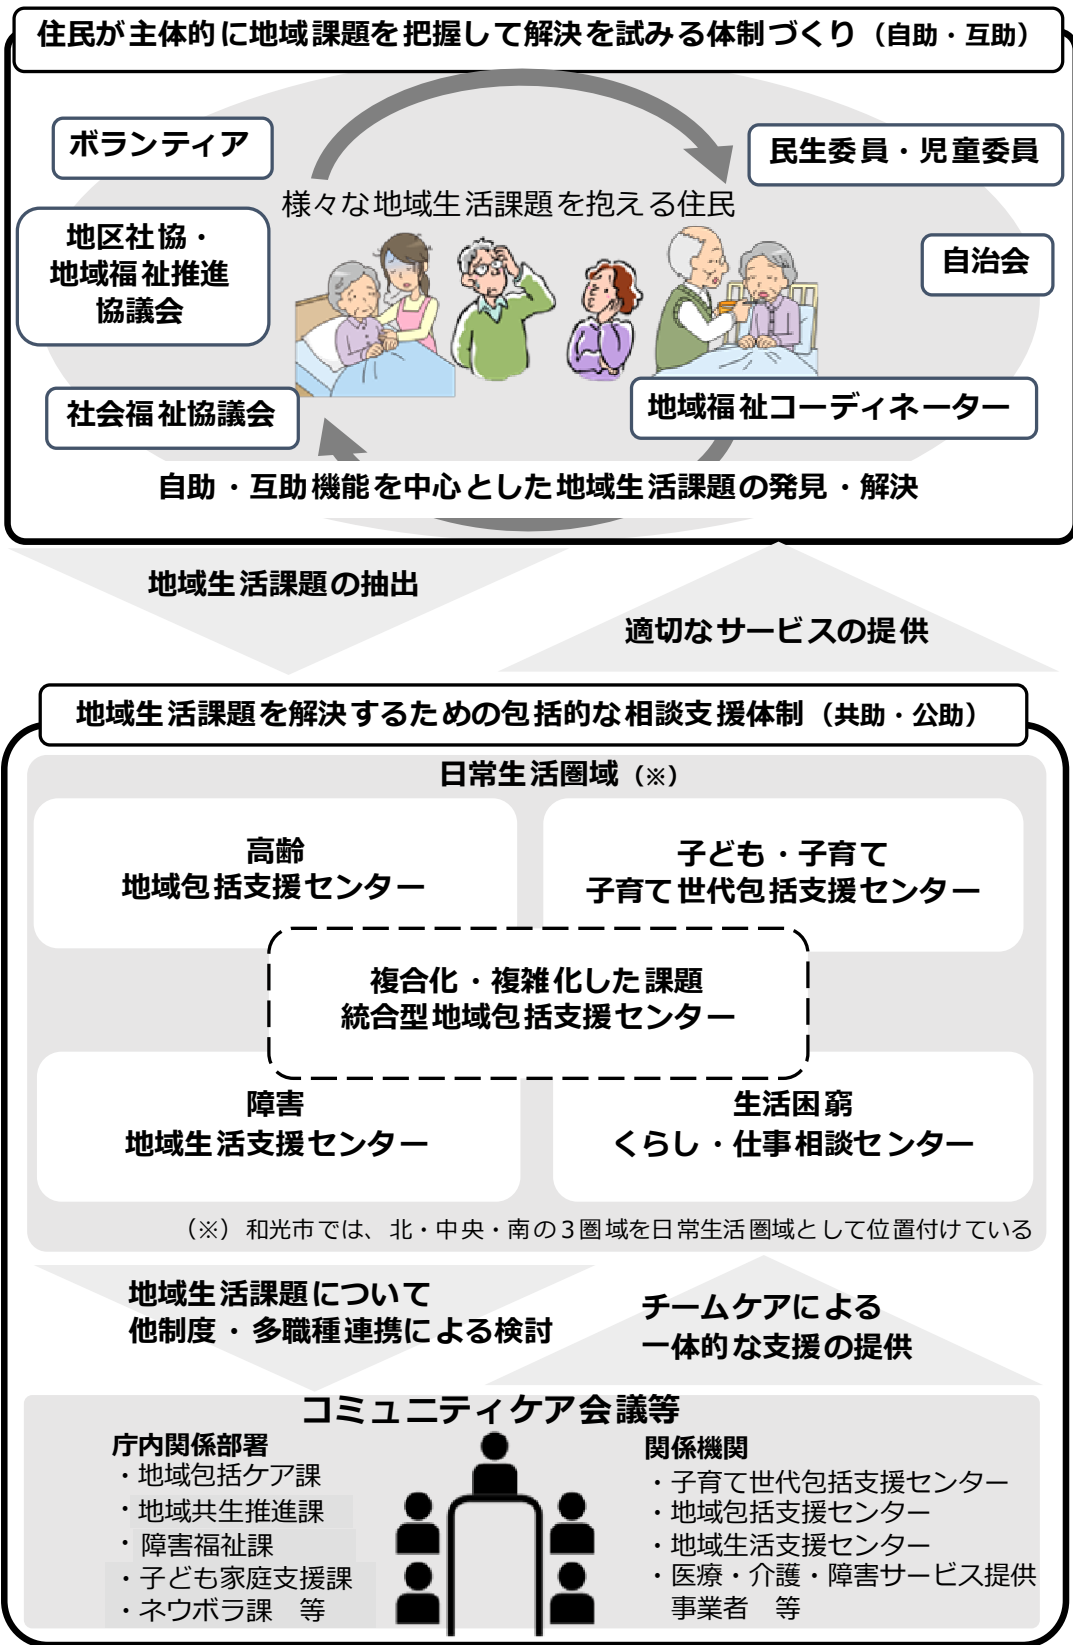 住民が主体的に地域課題を把握して解決を試みる体制づくり（自助・互助）
ボランティア
民生委員・児童委員
様々な地域生活課題を抱える住民
地区社協・
地域福祉推進
協議会
自治会
社会福祉協議会
地域福祉コーディネーター
自助・互助機能を中心とした地域生活課題の発見・解決
地域生活課題の抽出
適切なサービスの提供
地域生活課題を解決するための包括的な相談支援体制（共助・公助）
日常生活圏域（※）
高齢
地域包括支援センター
子ども・子育て
子育て世代包括支援センター
複合化・複雑化した課題
統合型地域包括支援センター
障害
地域生活支援センター
生活困窮
くらし・仕事相談センター
（※）和光市では、北・中央・南の３圏域を日常生活圏域として位置付けている
地域生活課題について
他制度・多職種連携による検討
チームケアによる
一体的な支援の提供
コミュニティケア会議等
庁内関係部署
・地域包括ケア課
・地域共生推進課
・障害福祉課
・子ども家庭支援課
・ネウボラ課　等
関係機関
・子育て世代包括支援センター
・地域包括支援センター
・地域生活支援センター
・医療・介護・障害サービス提供
事業者　等